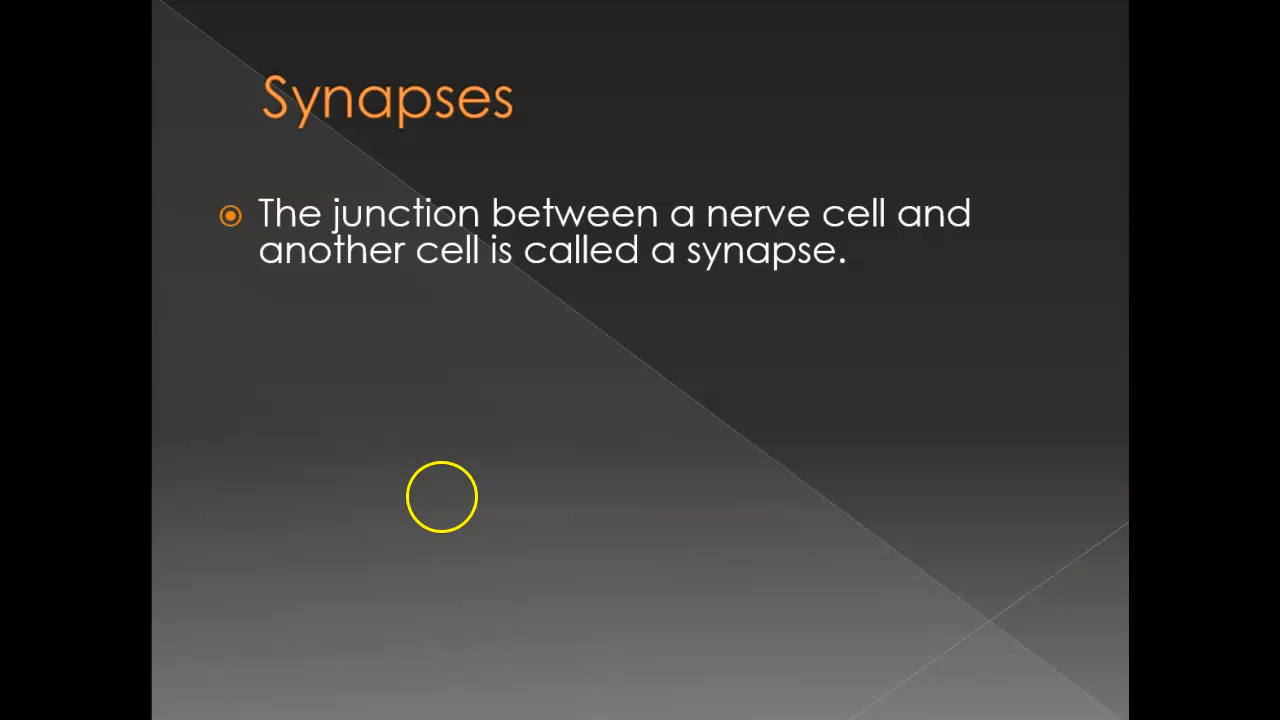 Synapses
The junction between a nerve cell and
another cell is called a synapse.